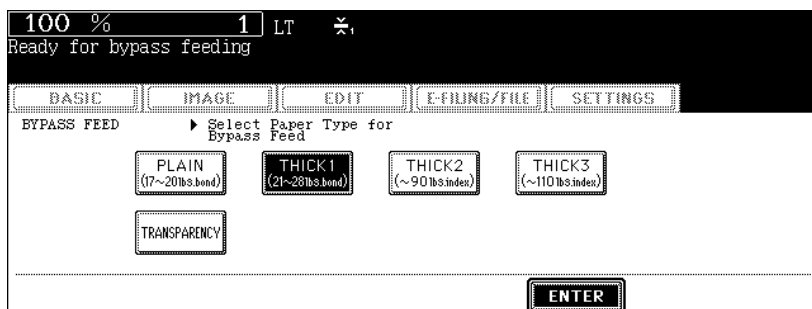 100 % 1 LT 1
Ready for bypass feeding
BASIC IMAGE EDIT E-FILING/FILE SETTINGS
BYPASS FEED ▶ Select Paper Type for
Bypass Feed
PLAIN THICK1 THICK2 THICK3
(17~20lbs.bond) (21~28lbs.bond) (~90lbs.index) (~110lbs.index)
TRANSPARENCY
ENTER